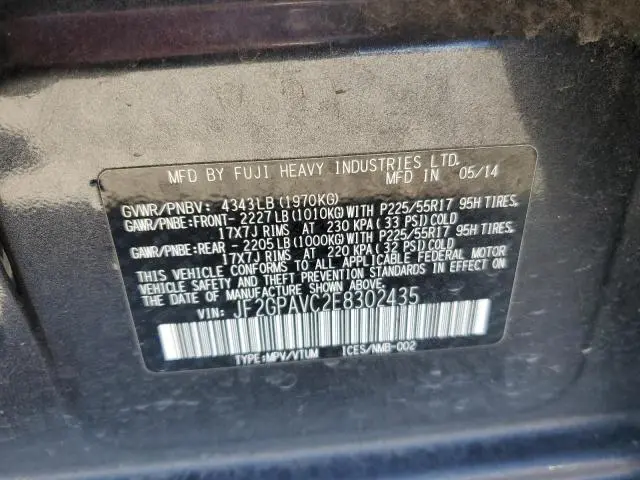 MFD BY FUJI HEAVY INDUSTRIES LTD.
MFD IN 05/14
GVWR/PNBV: 4343LB (1970KG)
GAWR/PNBE:FRONT- 2227LB (1010KG)WITH P225/55R17 95H TIRES,
17X7J RIMS AT 230 KPA (33 PSI) COLD
GAWR/PNBE:REAR - 2205LB (1000KG)WITH P225/55R17 95H TIRES,
17X7J RIMS AT 220 KPA (32 PSI) COLD
THIS VEHICLE CONFORMS TO ALL APPLICABLE FEDERAL MOTOR
VEHICLE SAFETY AND THEFT PREVENTION STANDARDS IN EFFECT ON
THE DATE OF MANUFACTURE SHOWN ABOVE.
VIN: JF2GPAVC2E8302435
TYPE:MPV/VTUM ICES/NMB-002